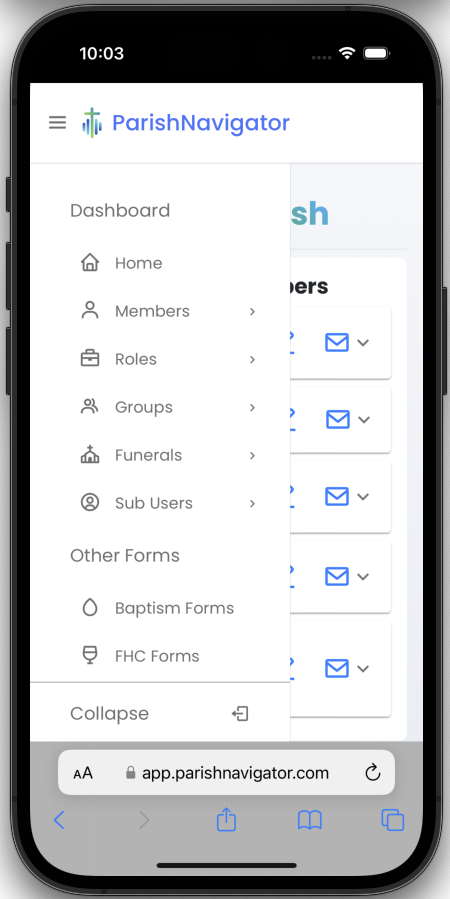 10:03
ParishNavigator
sh
Dashboard
Home
bers
Members
Roles
Groups
Funerals
Sub Users
Other Forms
Baptism Forms
FHC Forms
Collapse
AA
app.parishnavigator.com